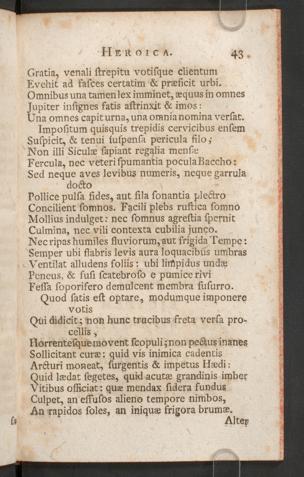 HEROICA. 43
Gratia, venali ſtrepitu votiſque clientum
Evehit ad faſces certatim & præficit urbi.
Omnibus una tamen lex imminet, æquus in omnes
Jupiter inſignes fatis aſtrinxit & imos:
Una omnes capit urna, una omnia nomina verſat.
Impoſitum quisquis trepidis cervicibus enſem
Suſpicit, & tenui ſuſpenſa pericula filo;
Non illi Siculæ ſapiant regalia menſæ
Fercula, nec veteri ſpumantia pocula Baccho:
Sed neque aves levibus numeris, neque garrula
docto
Pollice pulſa fides, aut fila ſonantia plectro
Concilient ſomnos. Facili plebs ruſtica ſomno
Mollius indulget: nec ſomnus agreſtia ſpernit
Culmina, nec vili contexta cubilia junco.
Nec ripas humiles fluviorum, aut frigida Tempe:
Semper ubi flabris levis aura loquacibus umbras
Ventilat alludens foliis: ubi limpidus undæ
Peneus, & fuſi ſcatebroſo e pumice rivi
Feſſa ſoporifero demulcent membra ſuſurro.
Quod ſatis eſt optare, modumque imponere
votis
Qui didicit; non hunc trucibus freta verſa pro-
cellis,
Horrenteſque movent ſcopuli; non pectus inanes
Sollicitant curæ: quid vis inimica cadentis
Arcturi moneat, ſurgentis & impetus Hædi:
Quid lædat ſegetes, quid acutæ grandinis imber
Vitibus officiat: quæ mendax ſidera fundus
Culpet, an effuſos alieno tempore nimbos,
An rapidos ſoles, an iniquæ frigora brumæ.
Alter